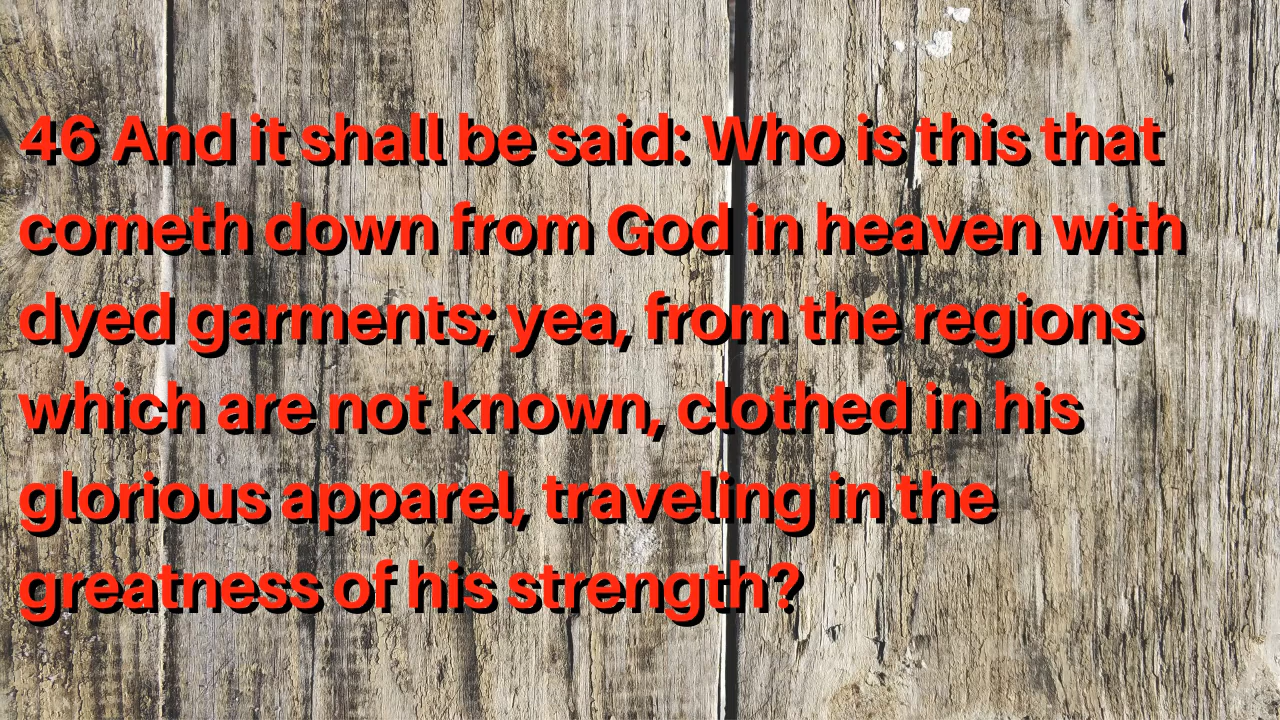 46 And it shall be said: Who is this that
cometh down from God in heaven with
dyed garments; yea, from the regions
which are not known, clothed in his
glorious apparel, traveling in the
greatness of his strength?